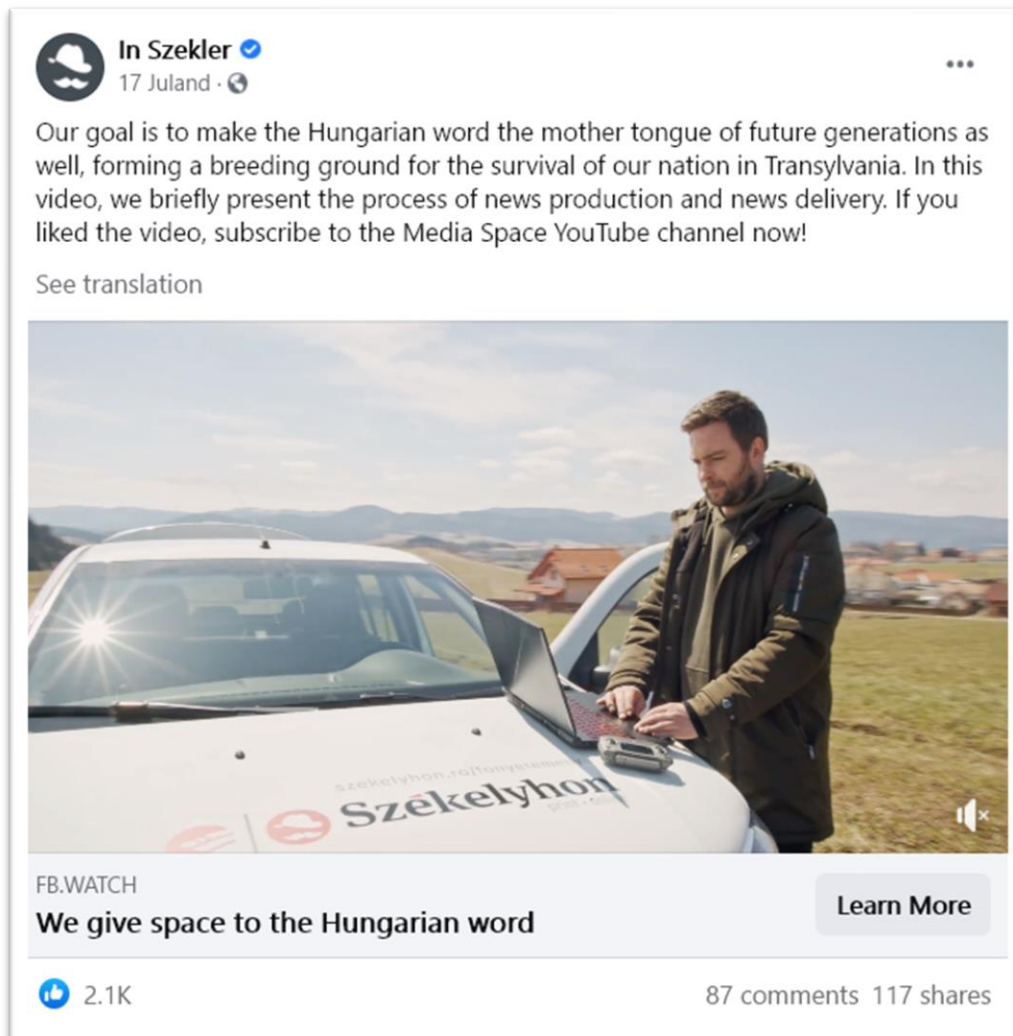 In Szekler
17 Juland ·
Our goal is to make the Hungarian word the mother tongue of future generations as
well, forming a breeding ground for the survival of our nation in Transylvania. In this
video, we briefly present the process of news production and news delivery. If you
liked the video, subscribe to the Media Space YouTube channel now!
See translation
Székelyhon
FB.WATCH
We give space to the Hungarian word
Learn More
2.1K
87 comments 117 shares